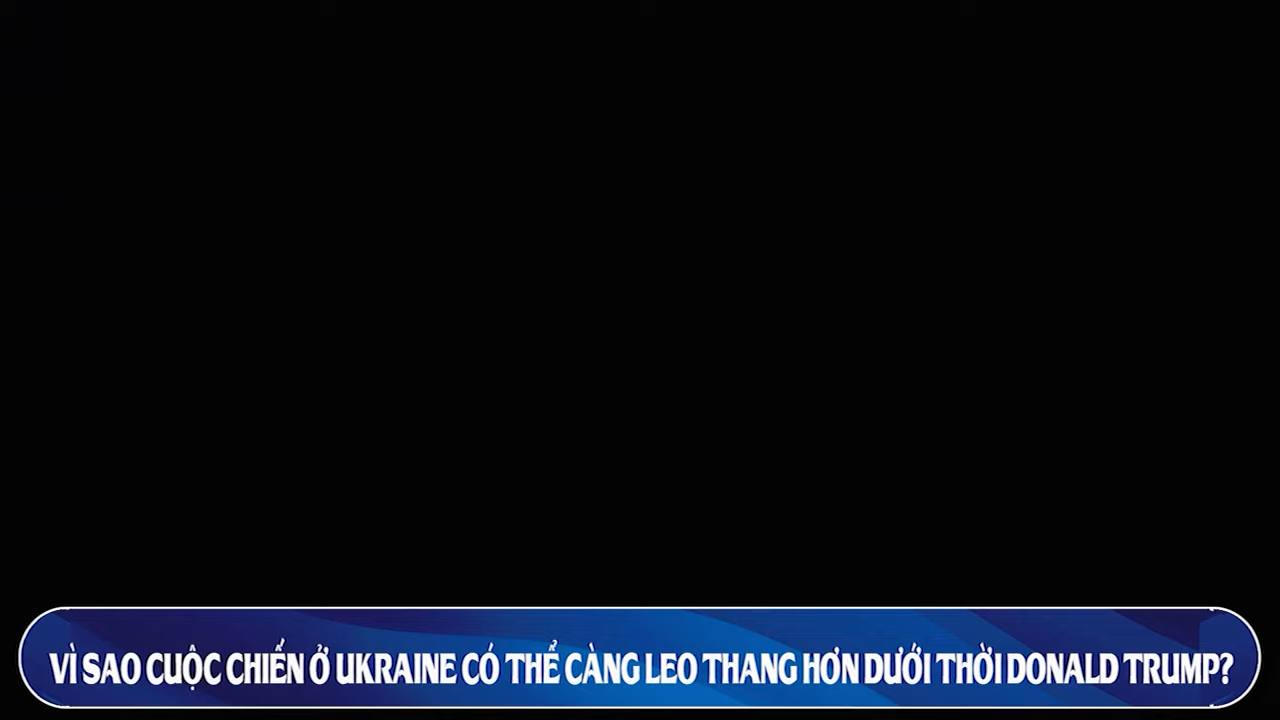 VÌ SAO CUỘC CHIẾN Ở UKRAINE CÓ THỂ CÀNG LEO THANG HƠN DƯỚI THỜI DONALD TRUMP?